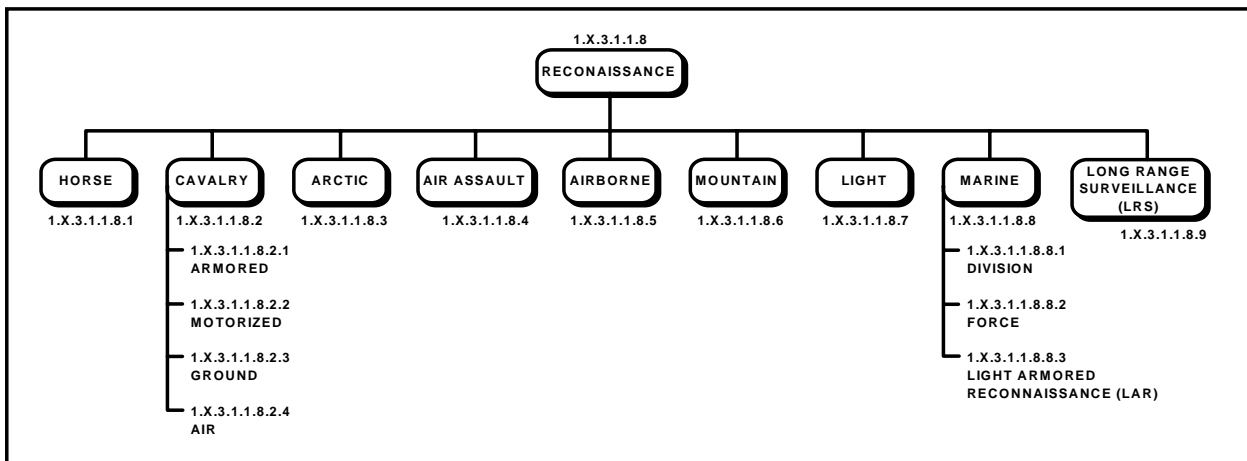 1.X.3.1.1.8
RECONAISSANCE
HORSE
1.X.3.1.1.8.1
CAVALRY
1.X.3.1.1.8.2
1.X.3.1.1.8.2.1
ARMORED
1.X.3.1.1.8.2.2
MOTORIZED
1.X.3.1.1.8.2.3
GROUND
1.X.3.1.1.8.2.4
AIR
ARCTIC
1.X.3.1.1.8.3
AIR ASSAULT
1.X.3.1.1.8.4
AIRBORNE
1.X.3.1.1.8.5
MOUNTAIN
1.X.3.1.1.8.6
LIGHT
1.X.3.1.1.8.7
MARINE
1.X.3.1.1.8.8
1.X.3.1.1.8.8.1
DIVISION
1.X.3.1.1.8.8.2
FORCE
1.X.3.1.1.8.8.3
LIGHT ARMORED
RECONNAISSANCE (LAR)
LONG RANGE
SURVEILLANCE
(LRS)
1.X.3.1.1.8.9